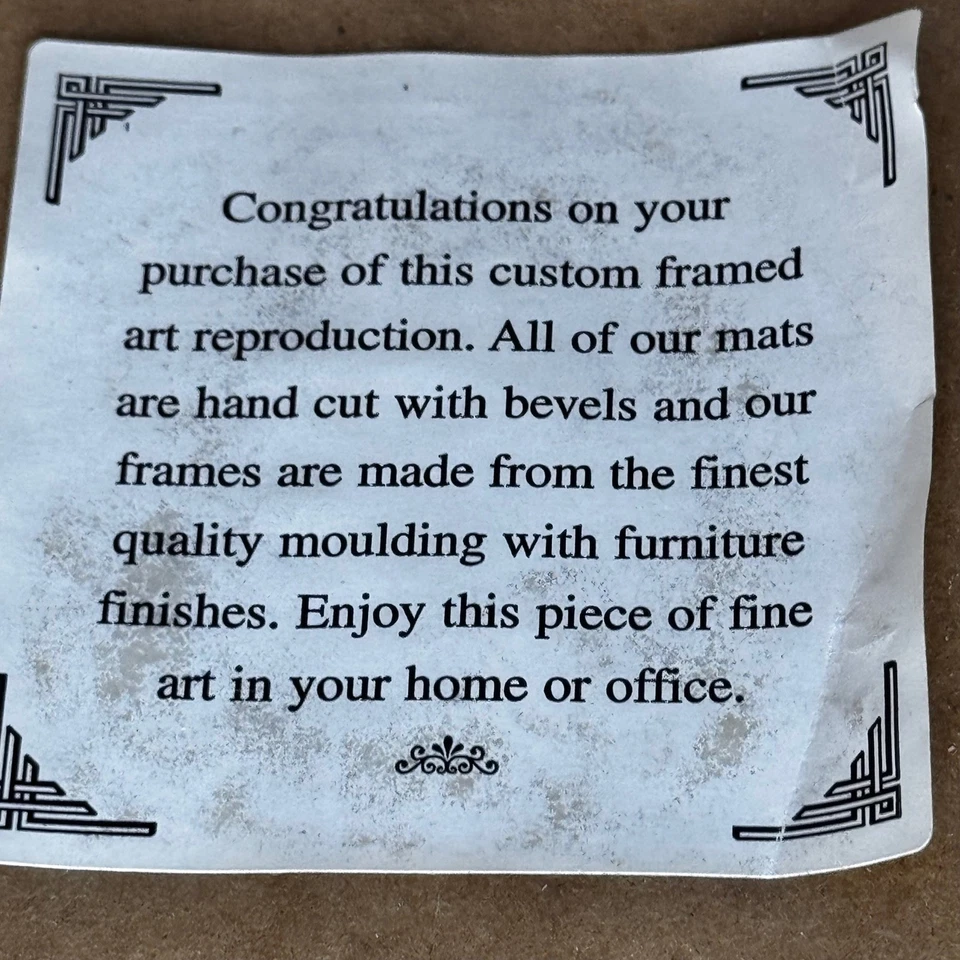 Congratulations on your
purchase of this custom framed
art reproduction. All of our mats
are hand cut with bevels and our
frames are made from the finest
quality moulding with furniture
finishes. Enjoy this piece of fine
art in your home or office.